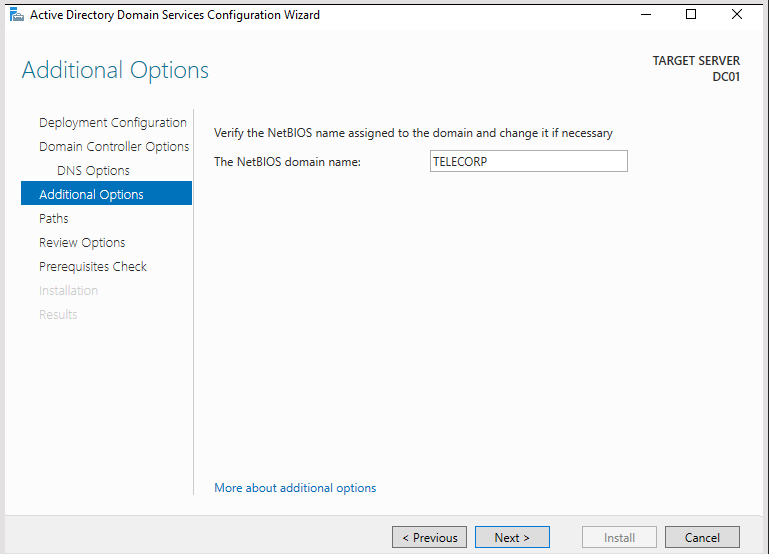 Active Directory Domain Services Configuration Wizard
Additional Options
TARGET SERVER
DC01
Deployment Configuration
Domain Controller Options
DNS Options
Additional Options
Paths
Review Options
Prerequisites Check
Installation
Results
Verify the NetBIOS name assigned to the domain and change it if necessary
The NetBIOS domain name: TELECORP
More about additional options
< Previous Next > Install Cancel